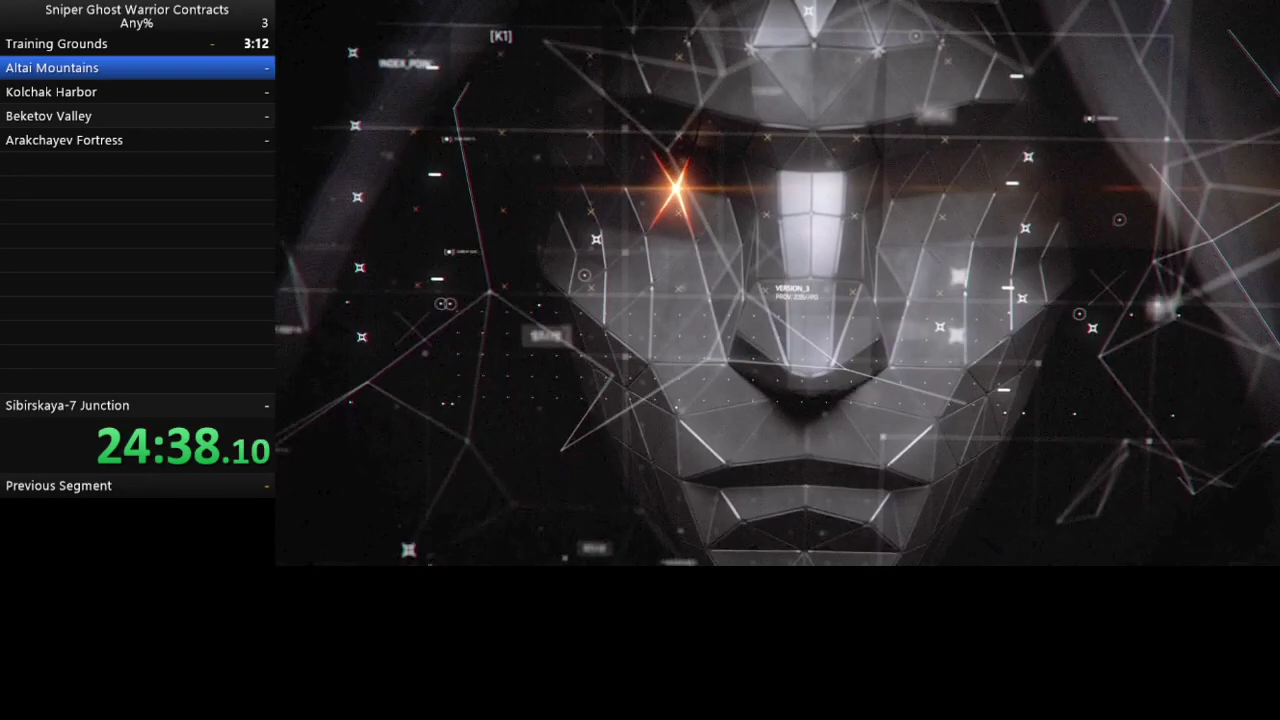 Sniper Ghost Warrior Contracts
Any% 3
Training Grounds - 3:12
Altai Mountains -
Kolchak Harbor -
Beketov Valley -
Arakchayev Fortress -
Sibirskaya-7 Junction -
24:38.10
Previous Segment -
[K1]
VERSION_3